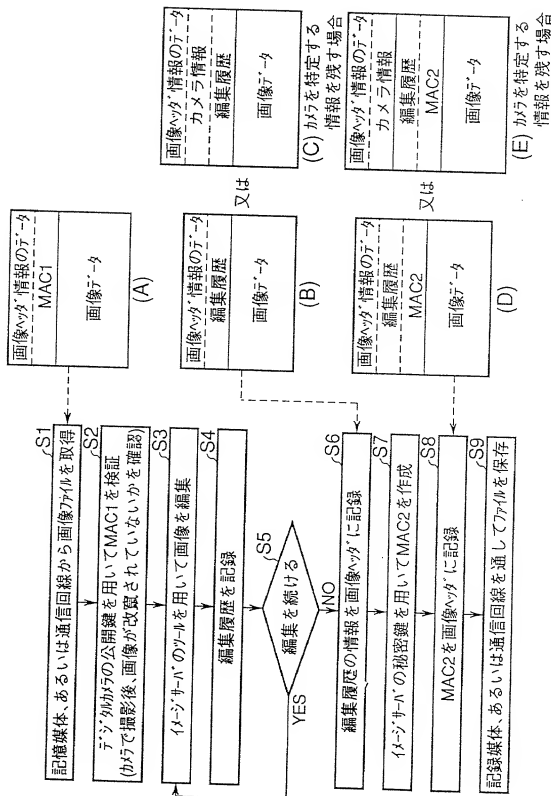 S1
記憶媒体、あるいは通信回線から画像ファイルを取得
S2
デジタルカメラの公開鍵を用いてMAC1を検証
(カメラで撮影後、画像が改竄されていないかを確認)
S3
イメージサーバのツールを用いて画像を編集
S4
編集履歴を記録
S5
編集を続ける
YES
NO
S6
編集履歴の情報を画像ヘッダに記録
S7
イメージサーバの秘密鍵を用いてMAC2を作成
S8
MAC2を画像ヘッダに記録
S9
記録媒体、あるいは通信回線を通してファイルを保存
画像ヘッダ情報のデータ
MAC1
画像データ
(A)
画像ヘッダ情報のデータ
編集履歴
画像データ
(B)
又は
画像ヘッダ情報のデータ
カメラ情報
編集履歴
画像データ
(C) カメラを特定する
情報を残す場合
画像ヘッダ情報のデータ
編集履歴
MAC2
画像データ
(D)
又は
画像ヘッダ情報のデータ
カメラ情報
編集履歴
MAC2
画像データ
(E) カメラを特定する
情報を残す場合